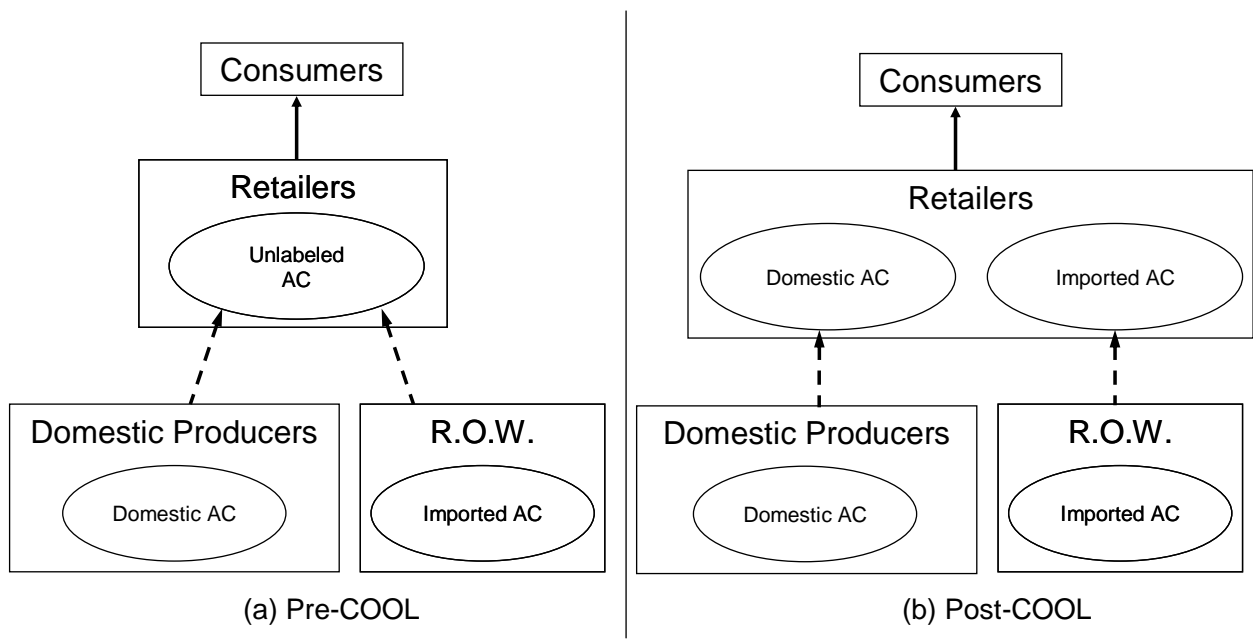 Consumers
Retailers
Unlabeled
AC
Domestic Producers
R.O.W.
Domestic AC
Imported AC
(a) Pre-COOL
Consumers
Retailers
Domestic AC
Imported AC
Domestic Producers
R.O.W.
Domestic AC
Imported AC
(b) Post-COOL